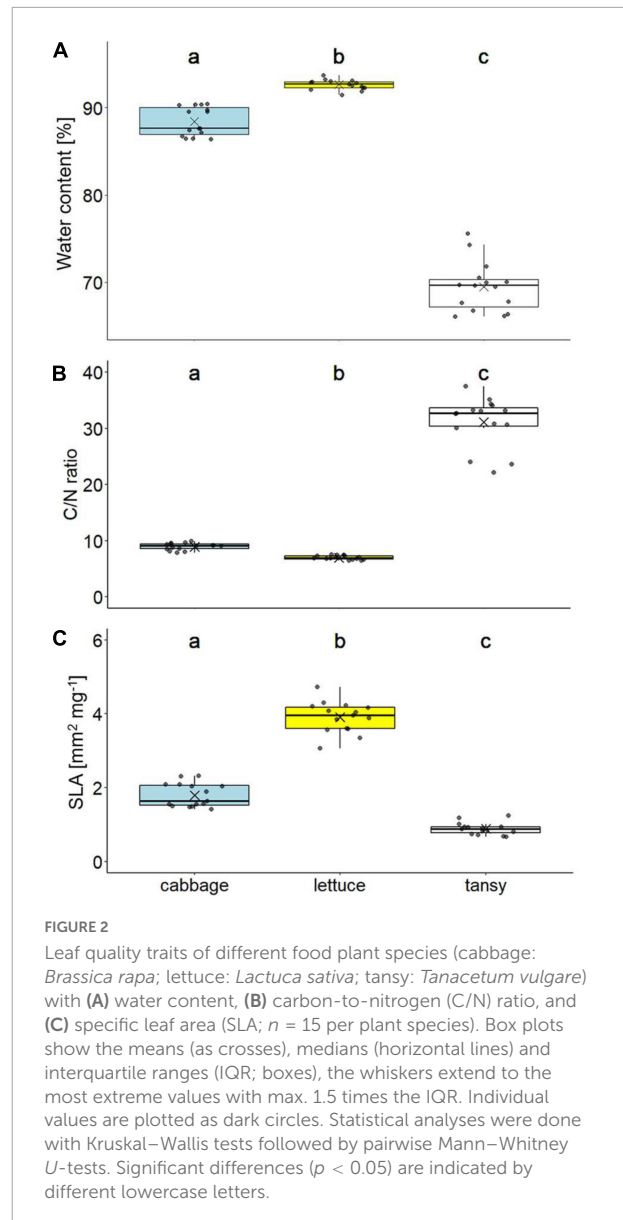 A
a b c
Water content [%]
90
80
70
B
a b c
C/N ratio
40
30
20
10
0
C
a b c
SLA [mm² mg⁻¹]
6
4
2
0
cabbage lettuce tansy
FIGURE 2
Leaf quality traits of different food plant species (cabbage:
Brassica rapa; lettuce: Lactuca sativa; tansy: Tanacetum vulgare)
with (A) water content, (B) carbon-to-nitrogen (C/N) ratio, and
(C) specific leaf area (SLA; n = 15 per plant species). Box plots
show the means (as crosses), medians (horizontal lines) and
interquartile ranges (IQR; boxes), the whiskers extend to the
most extreme values with max. 1.5 times the IQR. Individual
values are plotted as dark circles. Statistical analyses were done
with Kruskal–Wallis tests followed by pairwise Mann–Whitney
U-tests. Significant differences (p < 0.05) are indicated by
different lowercase letters.